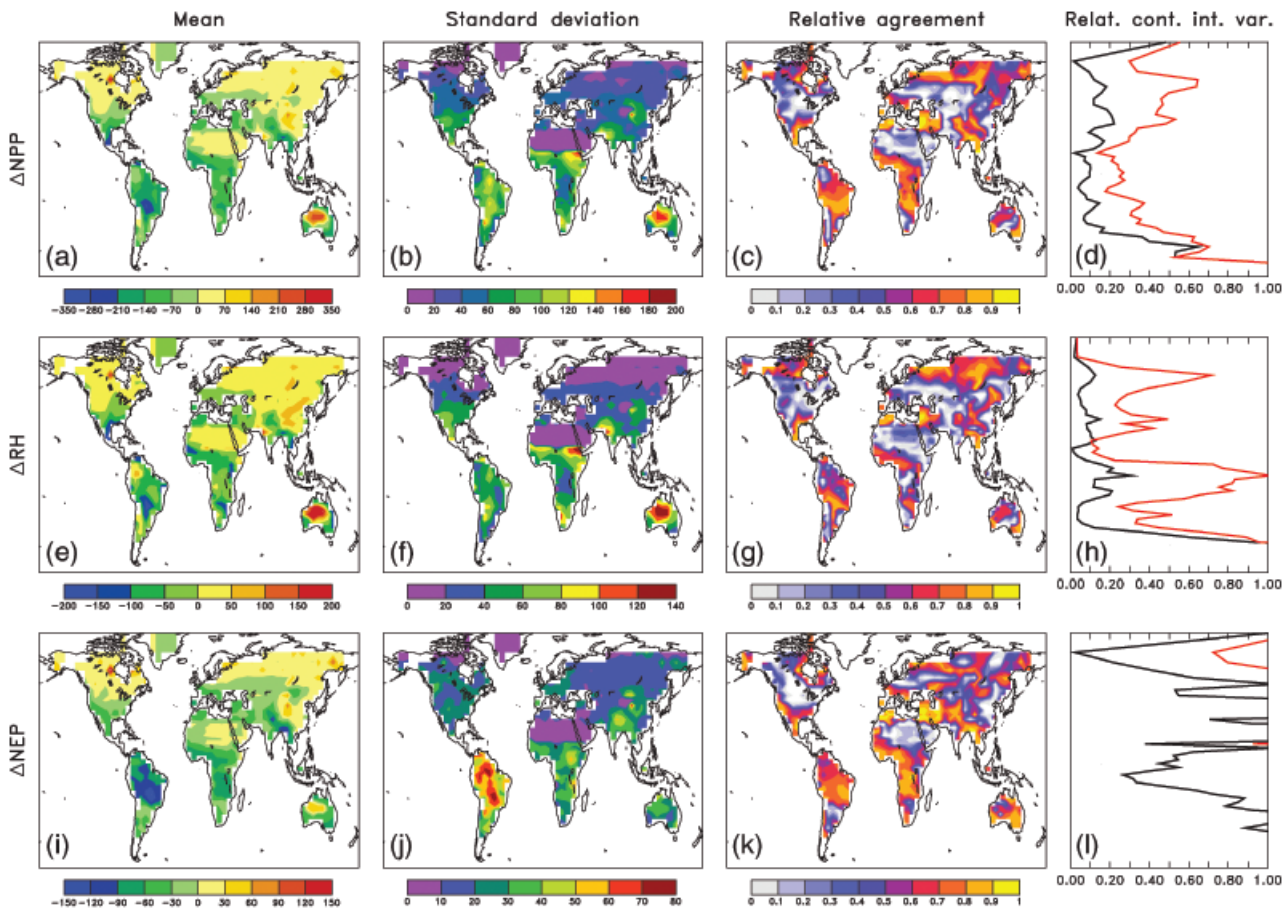 Mean Standard deviation Relative agreement Relat. cont. int. var.
ΔNPP
(a) (b) (c) (d)
-350 -280 -210 -140 -70 0 70 140 210 280 350
0 20 40 60 80 100 120 140 160 180 200
0 0.1 0.2 0.3 0.4 0.5 0.6 0.7 0.8 0.9 1
0.00 0.20 0.40 0.60 0.80 1.00
ΔRH
(e) (f) (g) (h)
-200 -150 -100 -50 0 50 100 150 200
0 20 40 60 80 100 120 140
0 0.1 0.2 0.3 0.4 0.5 0.6 0.7 0.8 0.9 1
0.00 0.20 0.40 0.60 0.80 1.00
ΔNEP
(i) (j) (k) (l)
-150 -120 -90 -60 -30 0 30 60 90 120 150
0 10 20 30 40 50 60 70 80
0 0.1 0.2 0.3 0.4 0.5 0.6 0.7 0.8 0.9 1
0.00 0.20 0.40 0.60 0.80 1.00